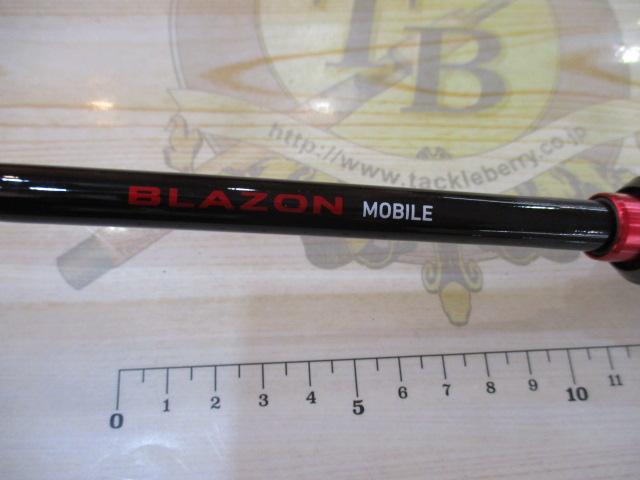 TB
http://www.tackleberry.co.jp
BLAZON MOBILE
0 1 2 3 4 5 6 7 8 9 10 11